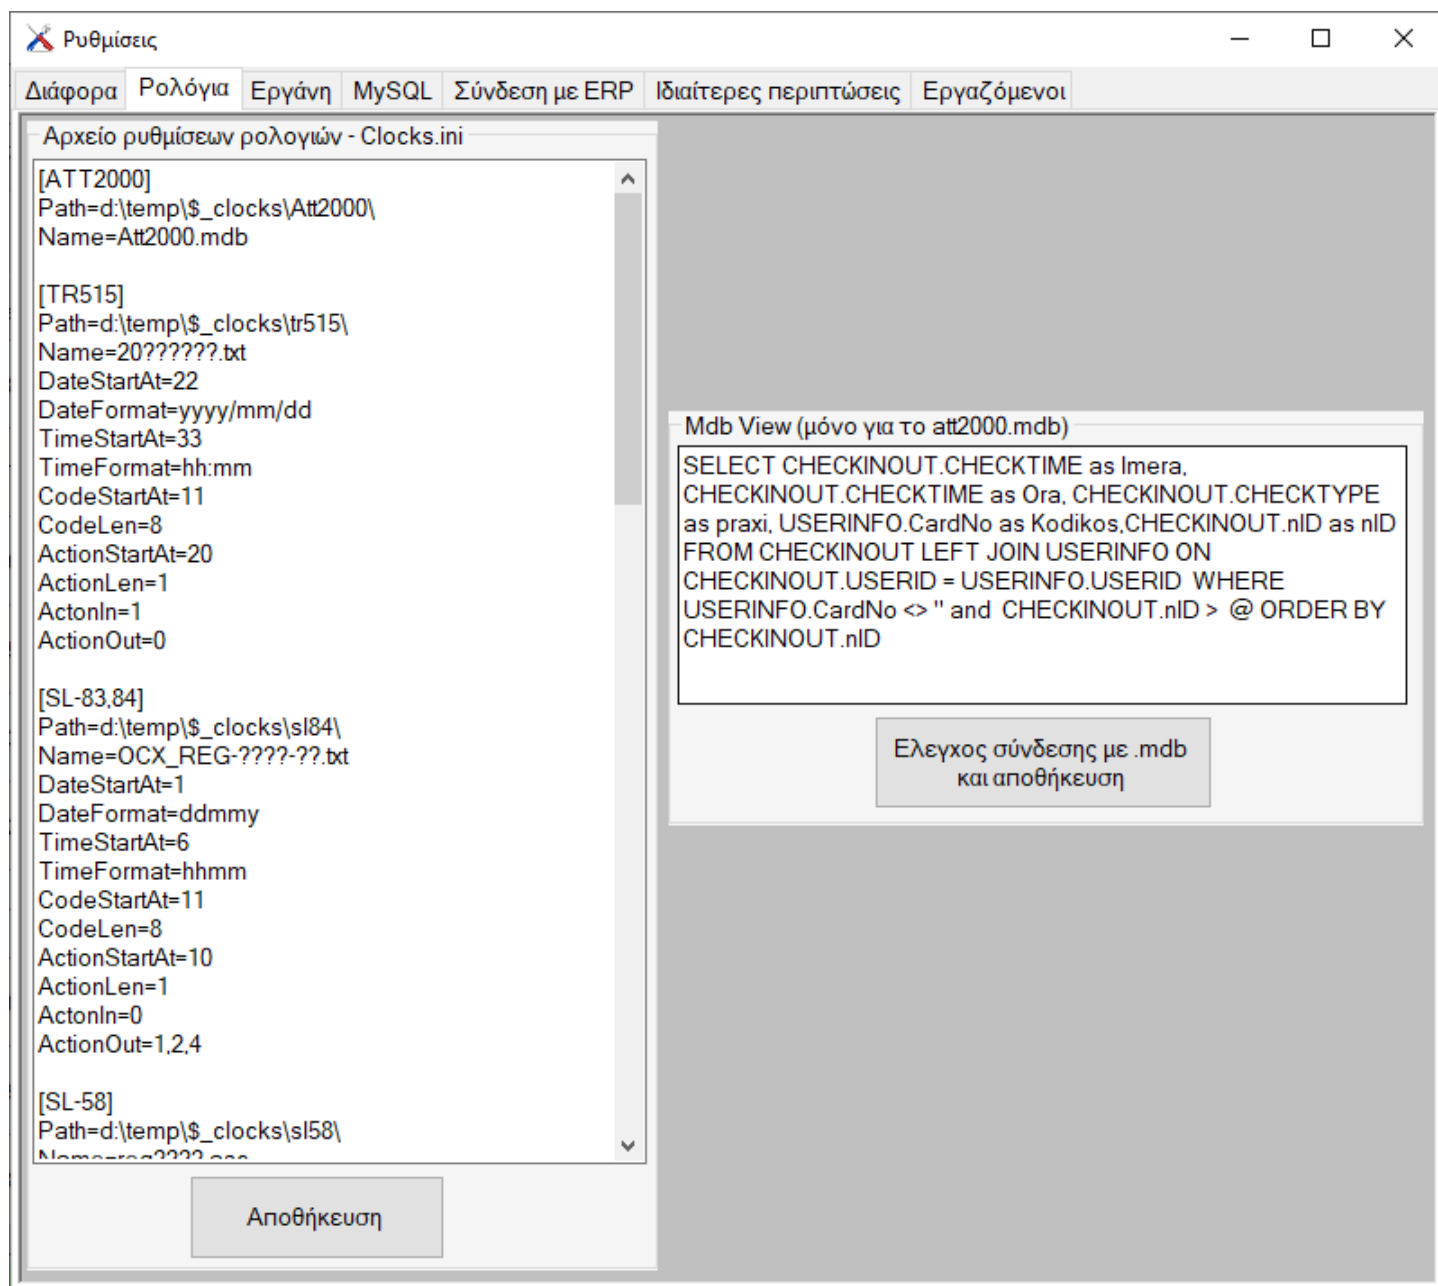 Ρυθμίσεις
Διάφορα Ρολόγια Εργάνη MySQL Σύνδεση με ERP Ιδιαίτερες περιπτώσεις Εργαζόμενοι
Αρχείο ρυθμίσεων ρολογιών - Clocks.ini
[ATT2000]
Path=d:\temp\$_clocks\Att2000\
Name=Att2000.mdb
[TR515]
Path=d:\temp\$_clocks\tr515\
Name=20??????.txt
DateStartAt=22
DateFormat=yyyy/mm/dd
TimeStartAt=33
TimeFormat=hh:mm
CodeStartAt=11
CodeLen=8
ActionStartAt=20
ActionLen=1
ActonIn=1
ActionOut=0
[SL-83,84]
Path=d:\temp\$_clocks\sl84\
Name=OCX_REG-????-??.txt
DateStartAt=1
DateFormat=ddmmy
TimeStartAt=6
TimeFormat=hhmm
CodeStartAt=11
CodeLen=8
ActionStartAt=10
ActionLen=1
ActonIn=0
ActionOut=1,2,4
[SL-58]
Path=d:\temp\$_clocks\sl58\
Αποθήκευση
Mdb View (μόνο για το att2000.mdb)
SELECT CHECKINOUT.CHECKTIME as Imera,
CHECKINOUT.CHECKTIME as Ora, CHECKINOUT.CHECKTYPE
as praxi, USERINFO.CardNo as Kodikos,CHECKINOUT.nID as nID
FROM CHECKINOUT LEFT JOIN USERINFO ON
CHECKINOUT.USERID = USERINFO.USERID  WHERE
USERINFO.CardNo <> '' and  CHECKINOUT.nID >  @ ORDER BY
CHECKINOUT.nID
Ελεγχος σύνδεσης με .mdb
και αποθήκευση